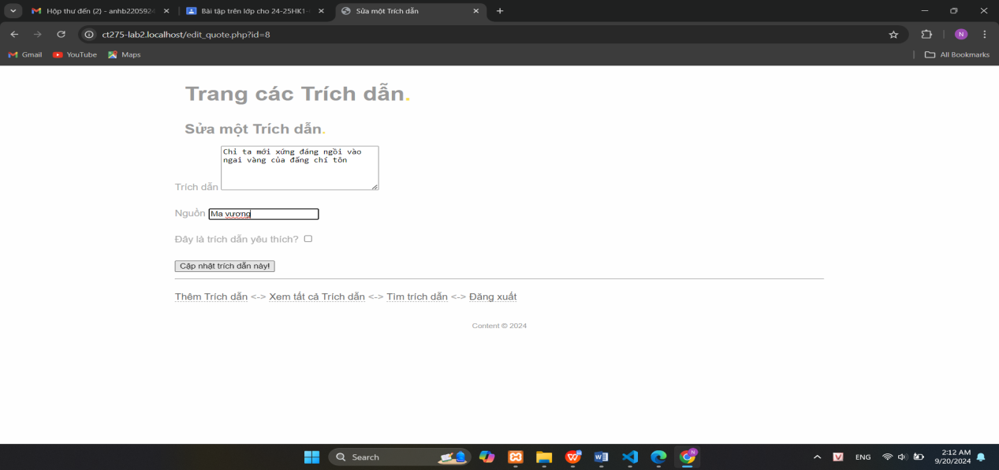 Hộp thư đến (2) - anhb220592
Bài tập trên lớp cho 24-25HK1
Sửa một Trích dẫn
ct275-lab2.localhost/edit_quote.php?id=8
N
Gmail
YouTube
Maps
All Bookmarks
Trang các Trích dẫn.
Sửa một Trích dẫn.
Chỉ ta mới xứng đáng ngồi vào
ngai vàng của đấng chí tôn
Trích dẫn
Nguồn Ma vương
Đây là trích dẫn yêu thích?
Cập nhật trích dẫn này!
Thêm Trích dẫn <-> Xem tất cả Trích dẫn <-> Tìm trích dẫn <-> Đăng xuất
Content © 2024
Search
ENG
2:12 AM
9/20/2024